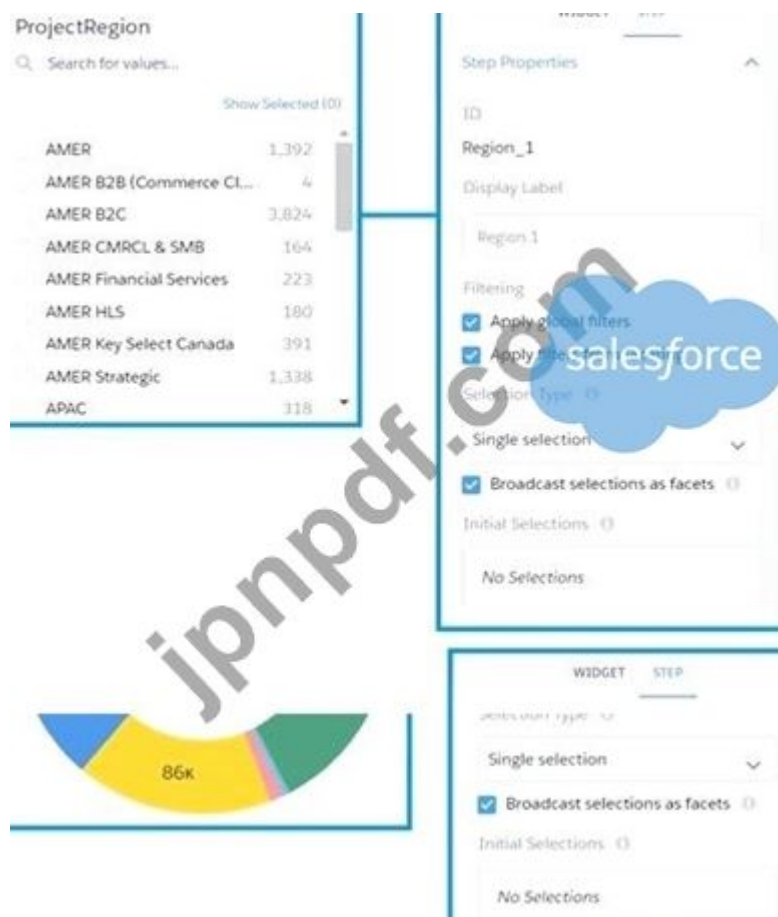 ProjectRegion
Search for values...
Show Selected (0)
AMER 1,392
AMER B2B (Commerce Cl... 4
AMER B2C 3,824
AMER CMRCL & SMB 164
AMER Financial Services 223
AMER HLS 180
AMER Key Select Canada 391
AMER Strategic 1,338
APAC 318
WIDGET STEP
Step Properties
ID
Region_1
Display Label
Region 1
Filtering
Apply global filters
Apply
salesforce
Selection Type
Single selection
Broadcast selections as facets
Initial Selections
No Selections
jpnpdf.com
86K
WIDGET STEP
Selection Type
Single selection
Broadcast selections as facets
Initial Selections
No Selections